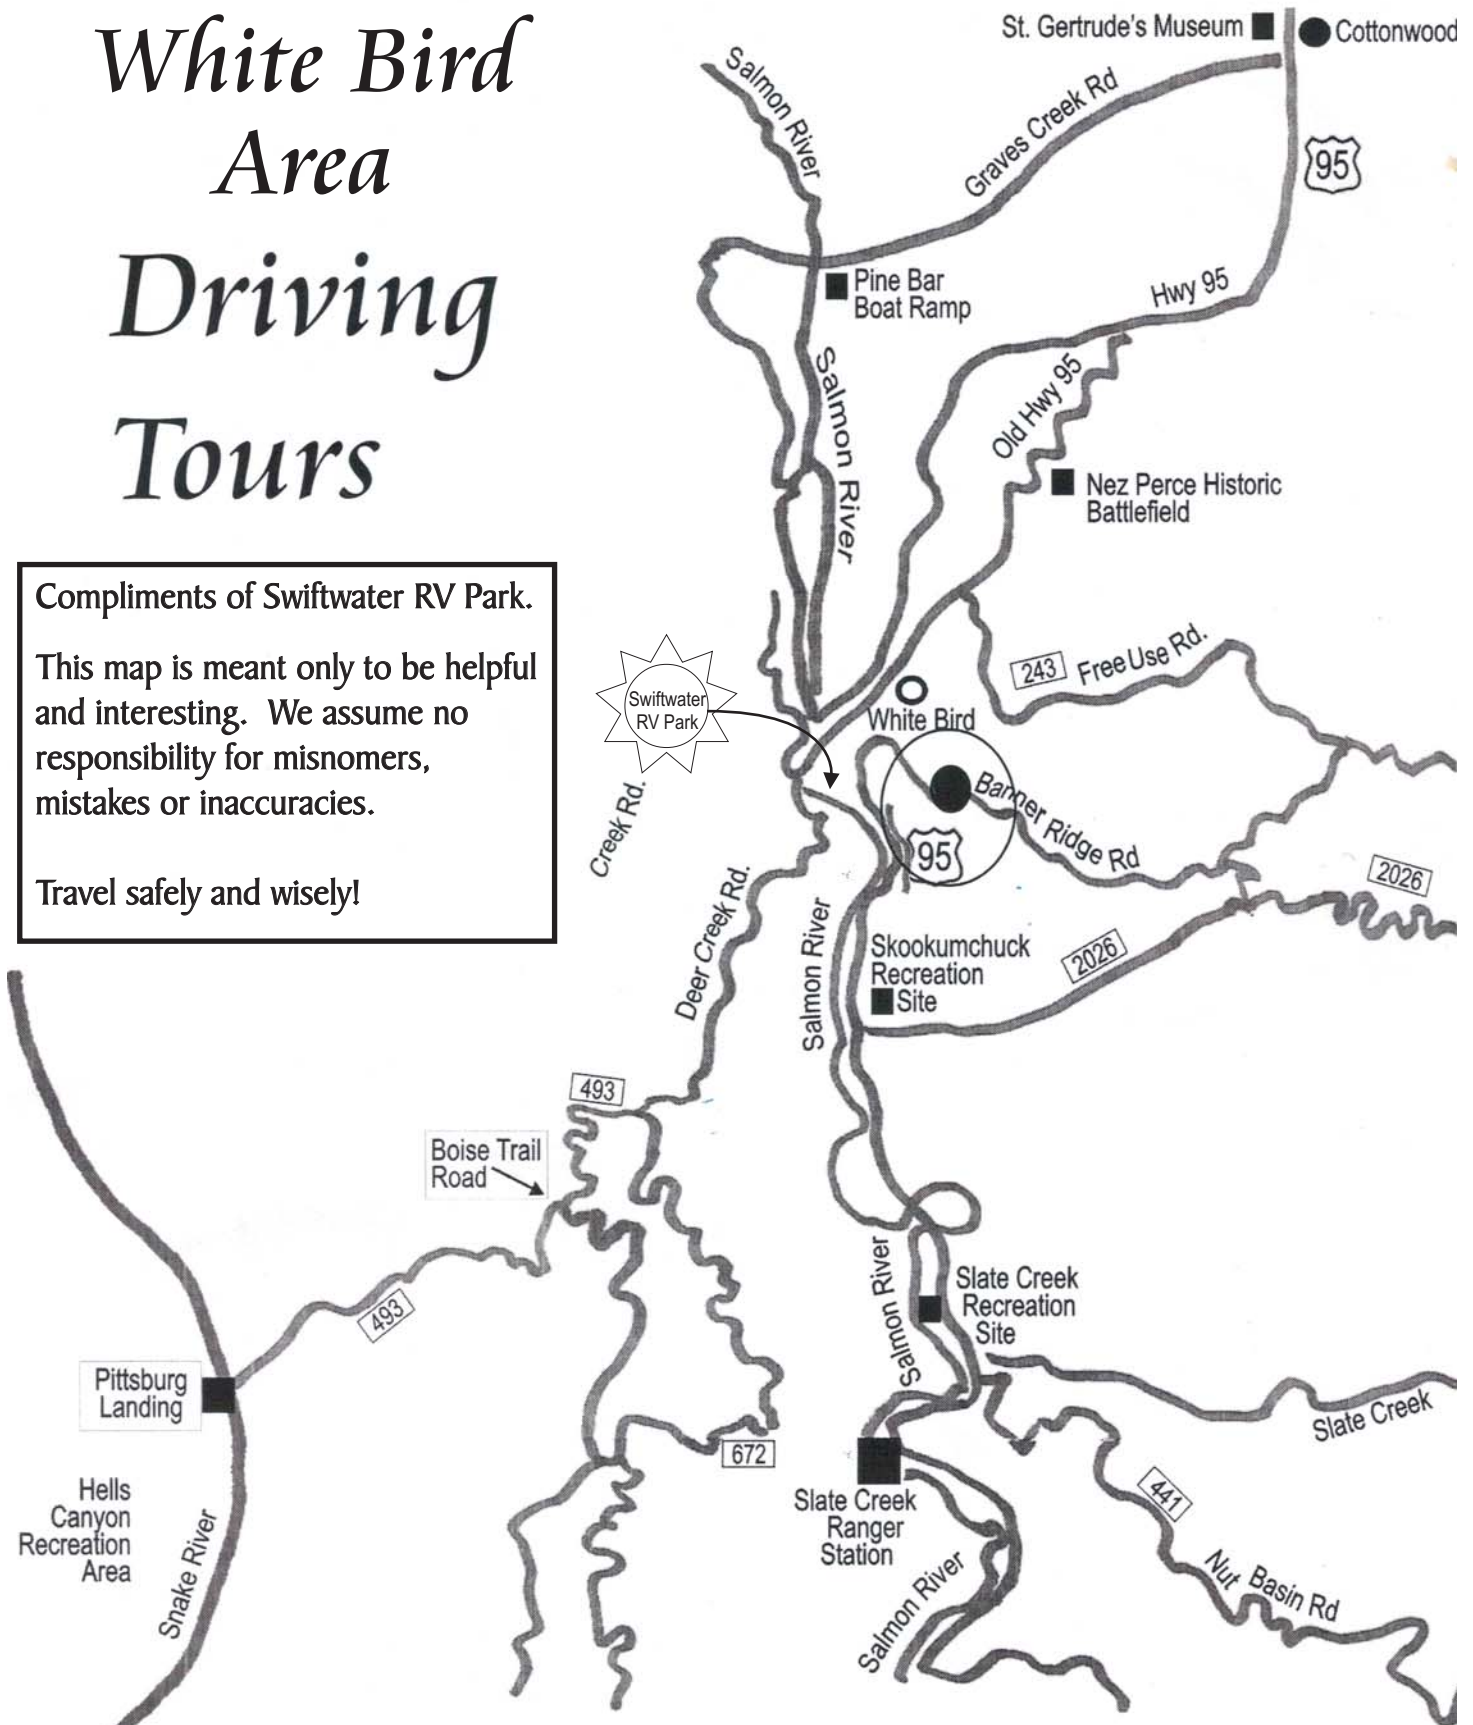 White Bird
Area
Driving
Tours
Compliments of Swiftwater RV Park.
This map is meant only to be helpful
and interesting.  We assume no
responsibility for misnomers,
mistakes or inaccuracies.
Travel safely and wisely!
St. Gertrude's Museum
Cottonwood
Salmon River
Graves Creek Rd
95
Pine Bar
Boat Ramp
Hwy 95
Salmon River
Old Hwy 95
Nez Perce Historic
Battlefield
243
Free Use Rd.
Swiftwater
RV Park
White Bird
Banner Ridge Rd
95
Creek Rd.
2026
Deer Creek Rd.
Salmon River
Skookumchuck
Recreation
Site
2026
493
Boise Trail
Road
493
Salmon River
Slate Creek
Recreation
Site
Pittsburg
Landing
Slate Creek
672
441
Hells
Canyon
Recreation
Area
Snake River
Slate Creek
Ranger
Station
Salmon River
Nut Basin Rd